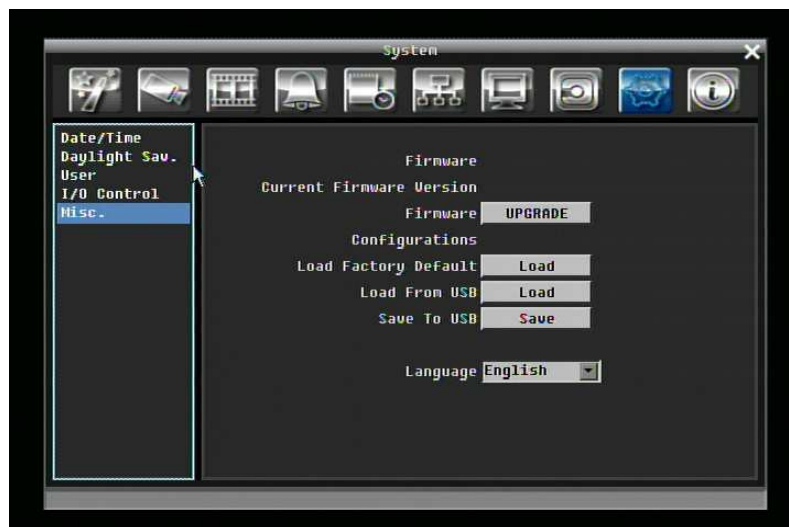 System
Date/Time
Daylight Sav.
User
I/O Control
Misc.
Firmware
Current Firmware Version
Firmware UPGRADE
Configurations
Load Factory Default Load
Load From USB Load
Save To USB Save
Language English